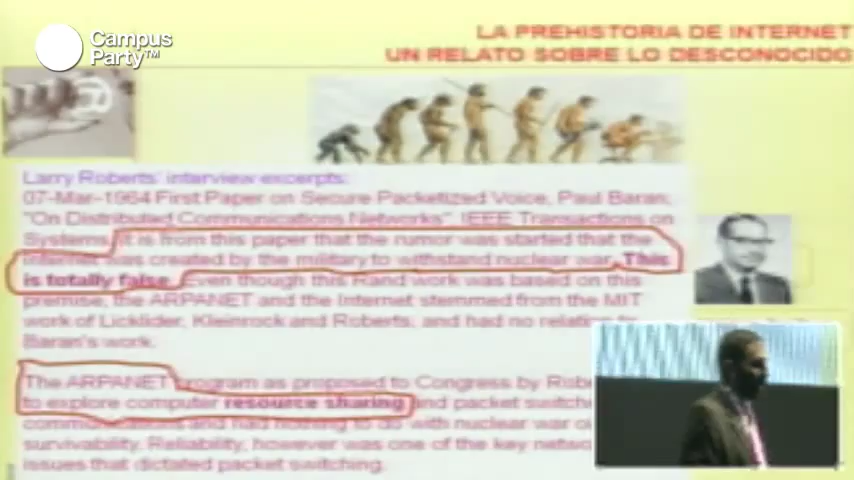 Campus
Party™
LA PREHISTORIA DE INTERNET
UN RELATO SOBRE LO DESCONOCIDO
Larry Roberts' interview excerpts:
07-Mar-1964 First Paper on Secure Packetized Voice, Paul Baran,
"On Distributed Communications Networks", IEEE Transactions on
Systems. It is from this paper that the rumor was started that the
Internet was created by the military to withstand nuclear war. This
is totally false. Even though this Rand work was based on this
premise, the ARPANET and the Internet stemmed from the MIT
work of Licklider, Kleinrock and Roberts, and had no relation to
Baran's work.
The ARPANET program as proposed to Congress by
to explore computer resource sharing and packet
communications and had nothing to do with nuclear war
survivability. Reliability, however was one of the key
issues that dictated packet switching.